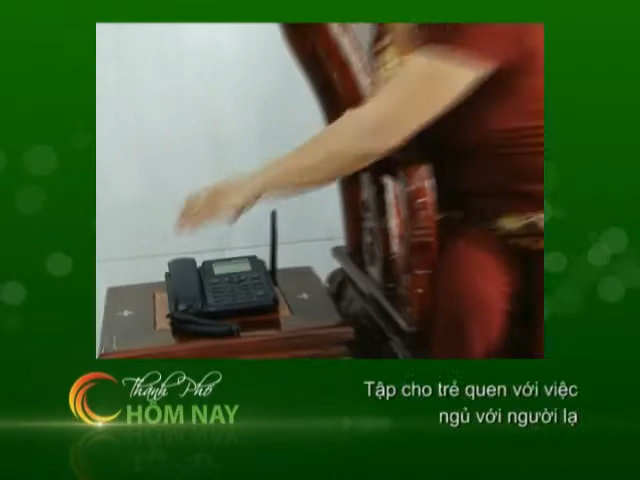 Thành Phố
HÔM NAY
Tập cho trẻ quen với việc
ngủ với người lạ